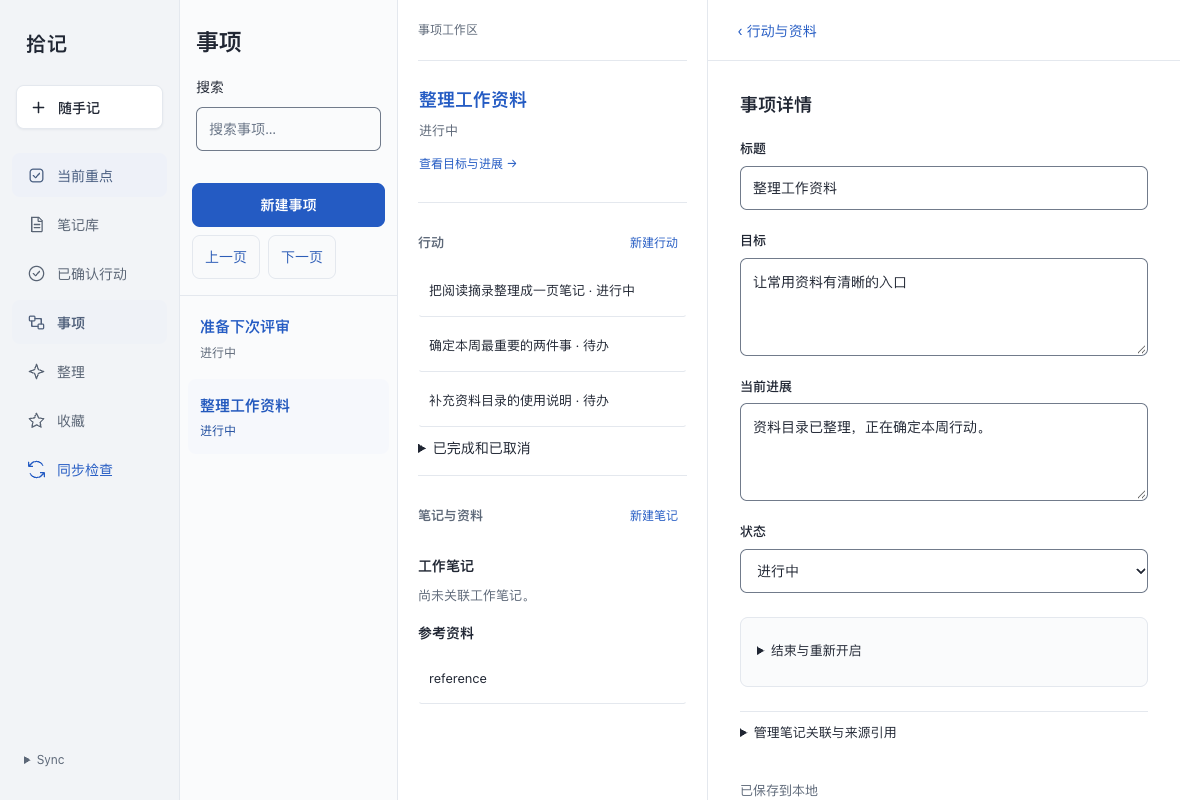 拾记
随手记
当前重点
笔记库
已确认行动
事项
整理
收藏
同步检查
Sync
事项
搜索
搜索事项...
新建事项
上一页
下一页
准备下次评审
进行中
整理工作资料
进行中
事项工作区
整理工作资料
进行中
查看目标与进展 →
行动
新建行动
把阅读摘录整理成一页笔记 · 进行中
确定本周最重要的两件事 · 待办
补充资料目录的使用说明 · 待办
已完成和已取消
笔记与资料
新建笔记
工作笔记
尚未关联工作笔记。
参考资料
reference
‹ 行动与资料
事项详情
标题
整理工作资料
目标
让常用资料有清晰的入口
当前进展
资料目录已整理，正在确定本周行动。
状态
进行中
结束与重新开启
管理笔记关联与来源引用
已保存到本地